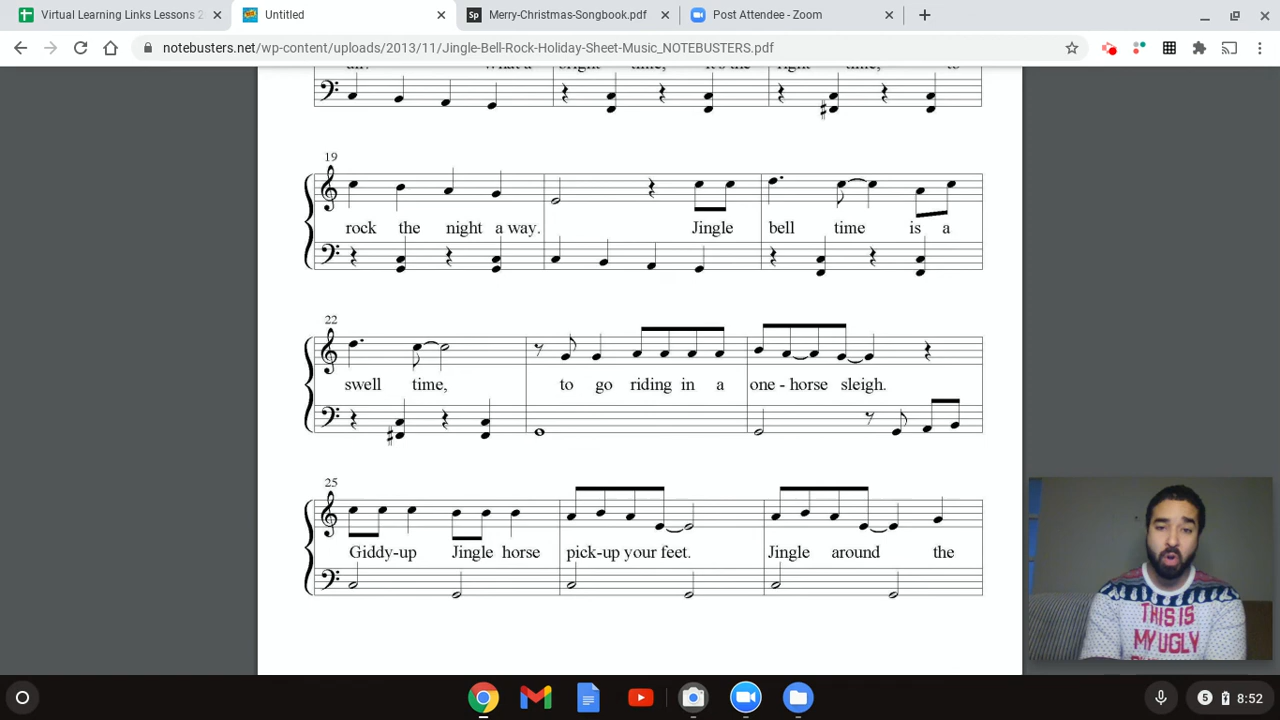 Virtual Learning Links Lessons 2
Untitled
Merry-Christmas-Songbook.pdf
Post Attendee - Zoom
notebusters.net/wp-content/uploads/2013/11/Jingle-Bell-Rock-Holiday-Sheet-Music_NOTEBUSTERS.pdf
air! What a bright time, it's the right time, to
19
rock the night a way. Jingle bell time is a
22
swell time, to go riding in a one - horse sleigh.
25
Giddy-up Jingle horse pick-up your feet. Jingle around the
THIS IS
MY UGLY
5 8:52